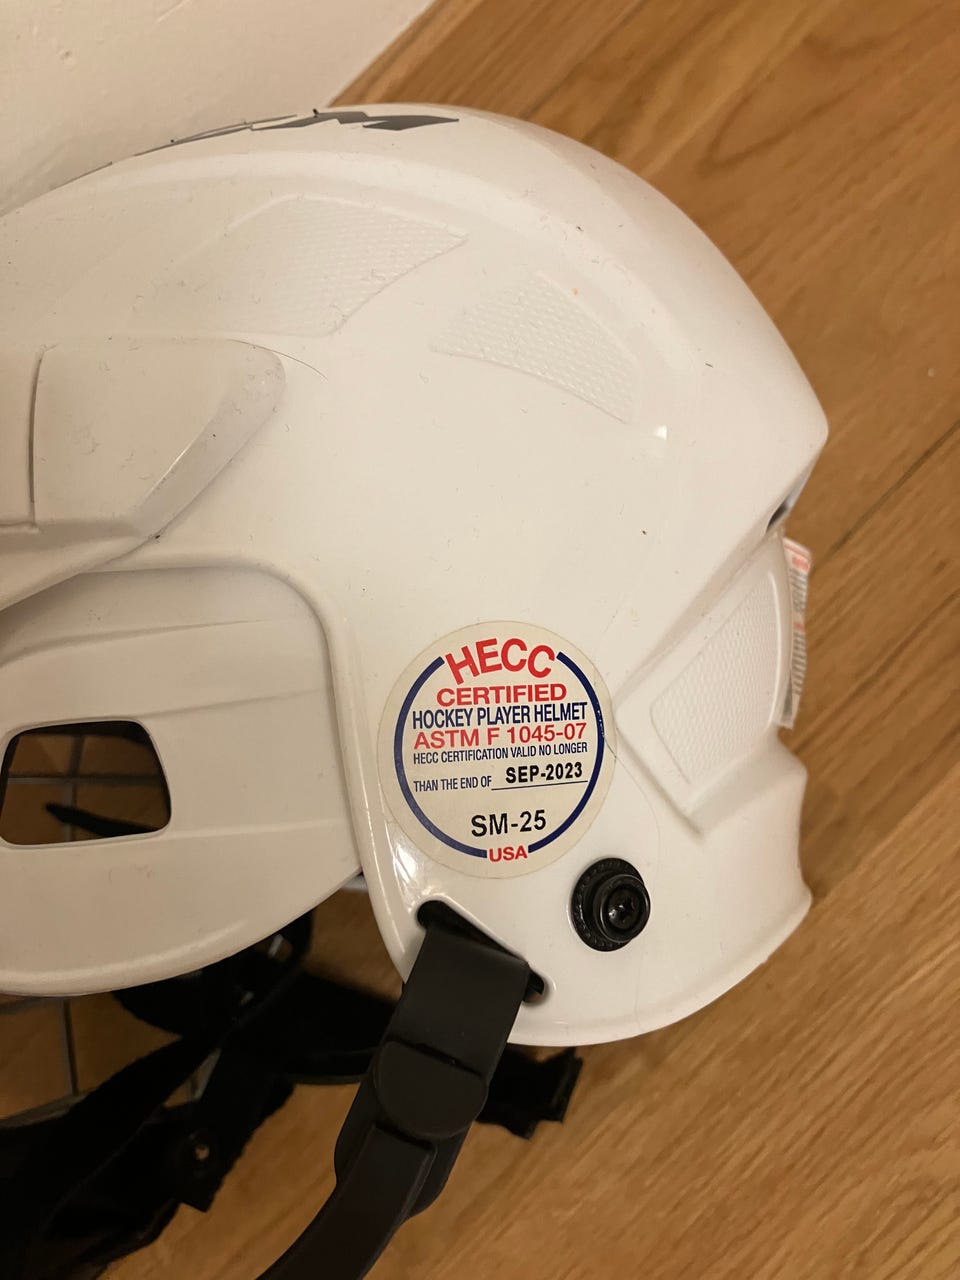 HECC
CERTIFIED
HOCKEY PLAYER HELMET
ASTM F 1045-07
HECC CERTIFICATION VALID NO LONGER
THAN THE END OF SEP-2023
SM-25
USA